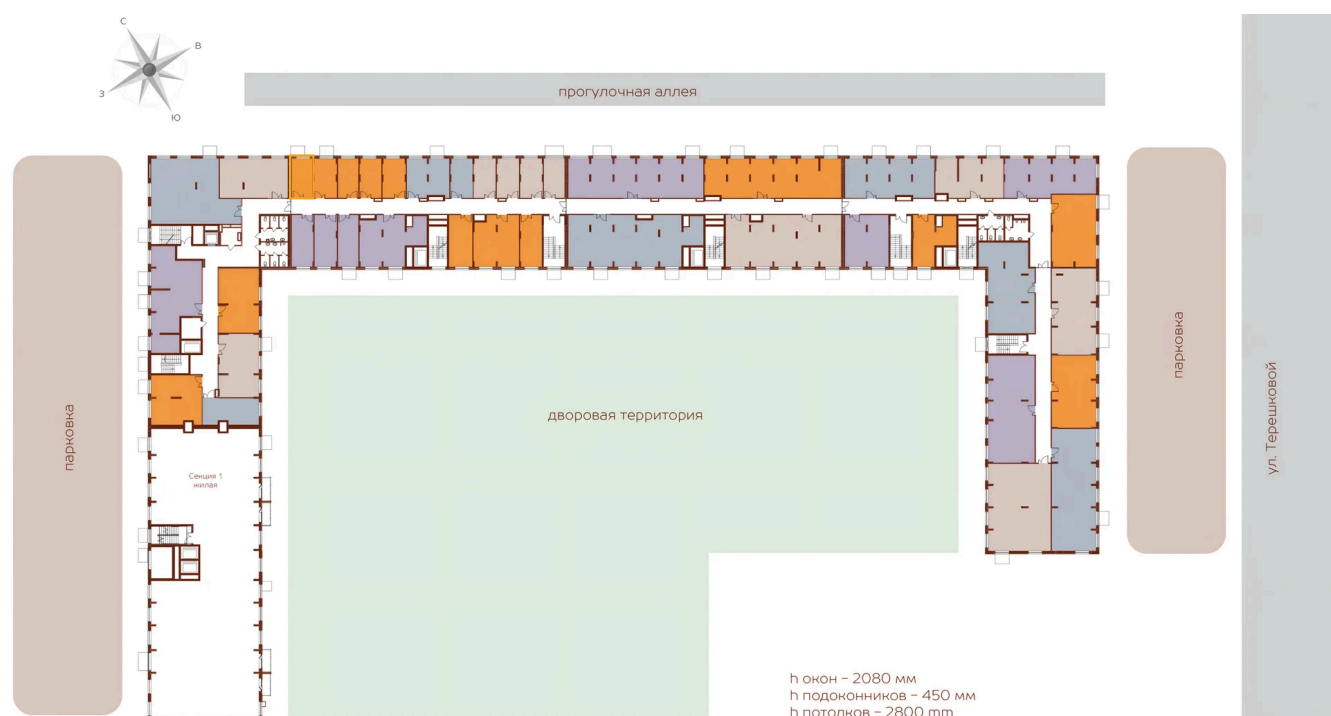 С
В
З
Ю
прогулочная аллея
парковка
дворовая территория
парковка
ул. Терешковой
Секция 1
жилая
h окон – 2080 мм
h подоконников – 450 мм
h потолков – 2800 mm